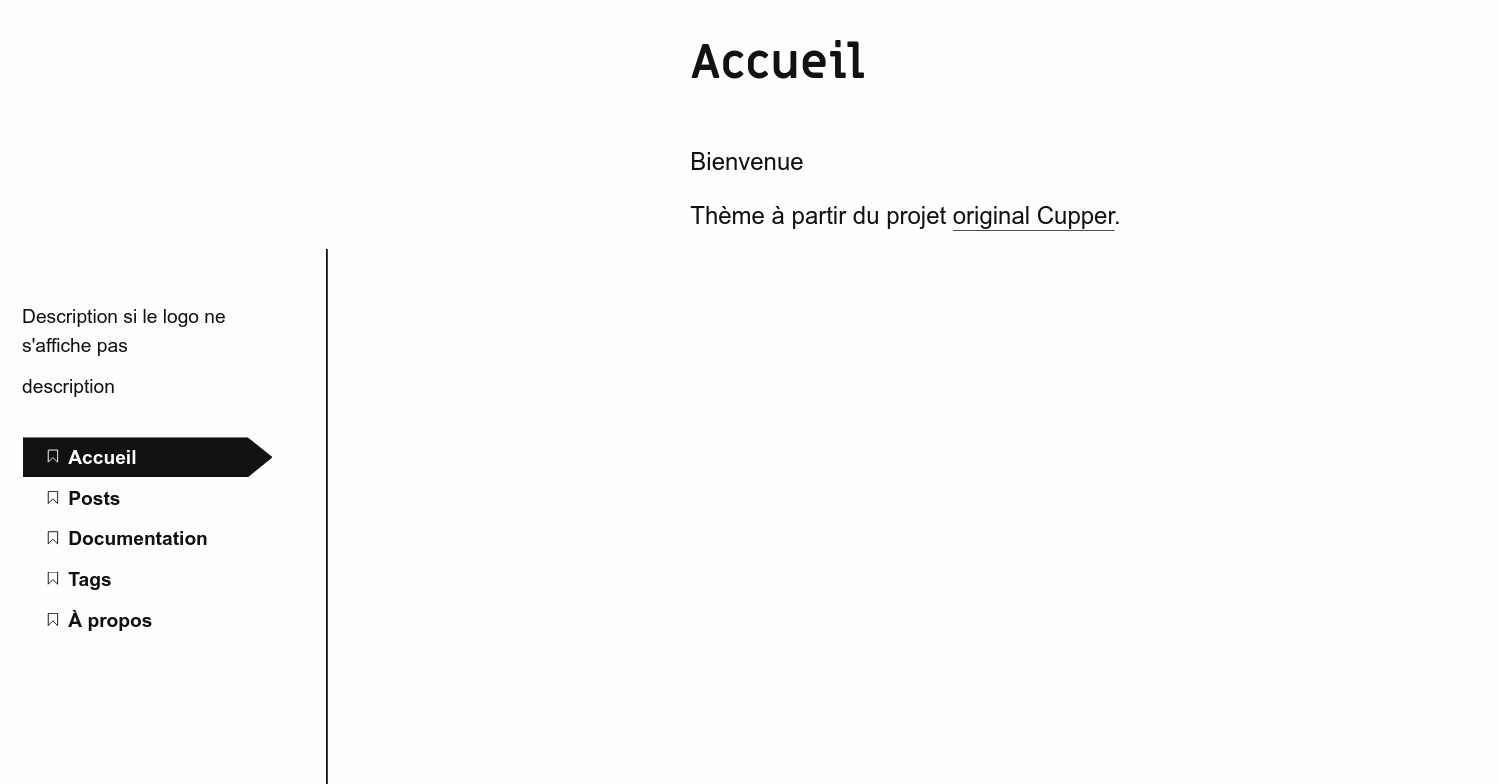 Accueil
Bienvenue
Thème à partir du projet original Cupper.
Description si le logo ne
s'affiche pas
description
Accueil
Posts
Documentation
Tags
À propos